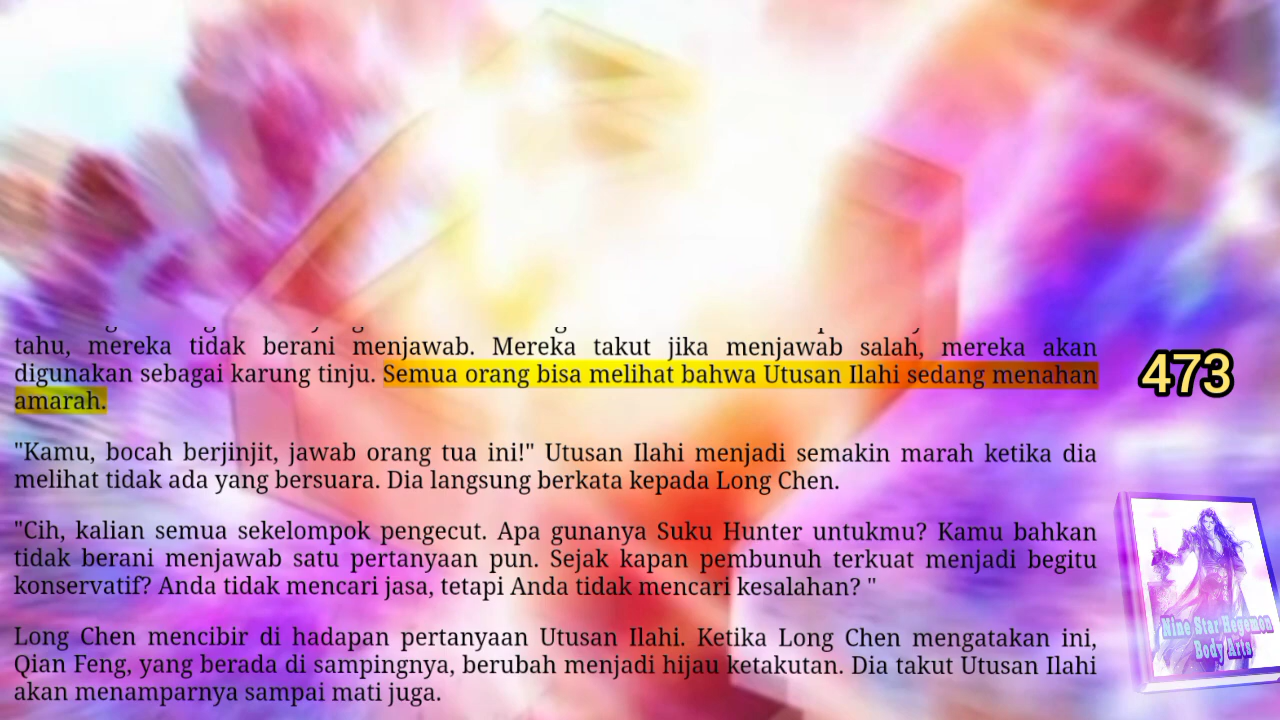 tahu, mereka tidak berani menjawab. Mereka takut jika menjawab salah, mereka akan
digunakan sebagai karung tinju. Semua orang bisa melihat bahwa Utusan Ilahi sedang menahan
amarah.
"Kamu, bocah berjinjit, jawab orang tua ini!" Utusan Ilahi menjadi semakin marah ketika dia
melihat tidak ada yang bersuara. Dia langsung berkata kepada Long Chen.
"Cih, kalian semua sekelompok pengecut. Apa gunanya Suku Hunter untukmu? Kamu bahkan
tidak berani menjawab satu pertanyaan pun. Sejak kapan pembunuh terkuat menjadi begitu
konservatif? Anda tidak mencari jasa, tetapi Anda tidak mencari kesalahan? "
Long Chen mencibir di hadapan pertanyaan Utusan Ilahi. Ketika Long Chen mengatakan ini,
Qian Feng, yang berada di sampingnya, berubah menjadi hijau ketakutan. Dia takut Utusan Ilahi
akan menamparnya sampai mati juga.
473
Nine Star Hegemon
Body Arts